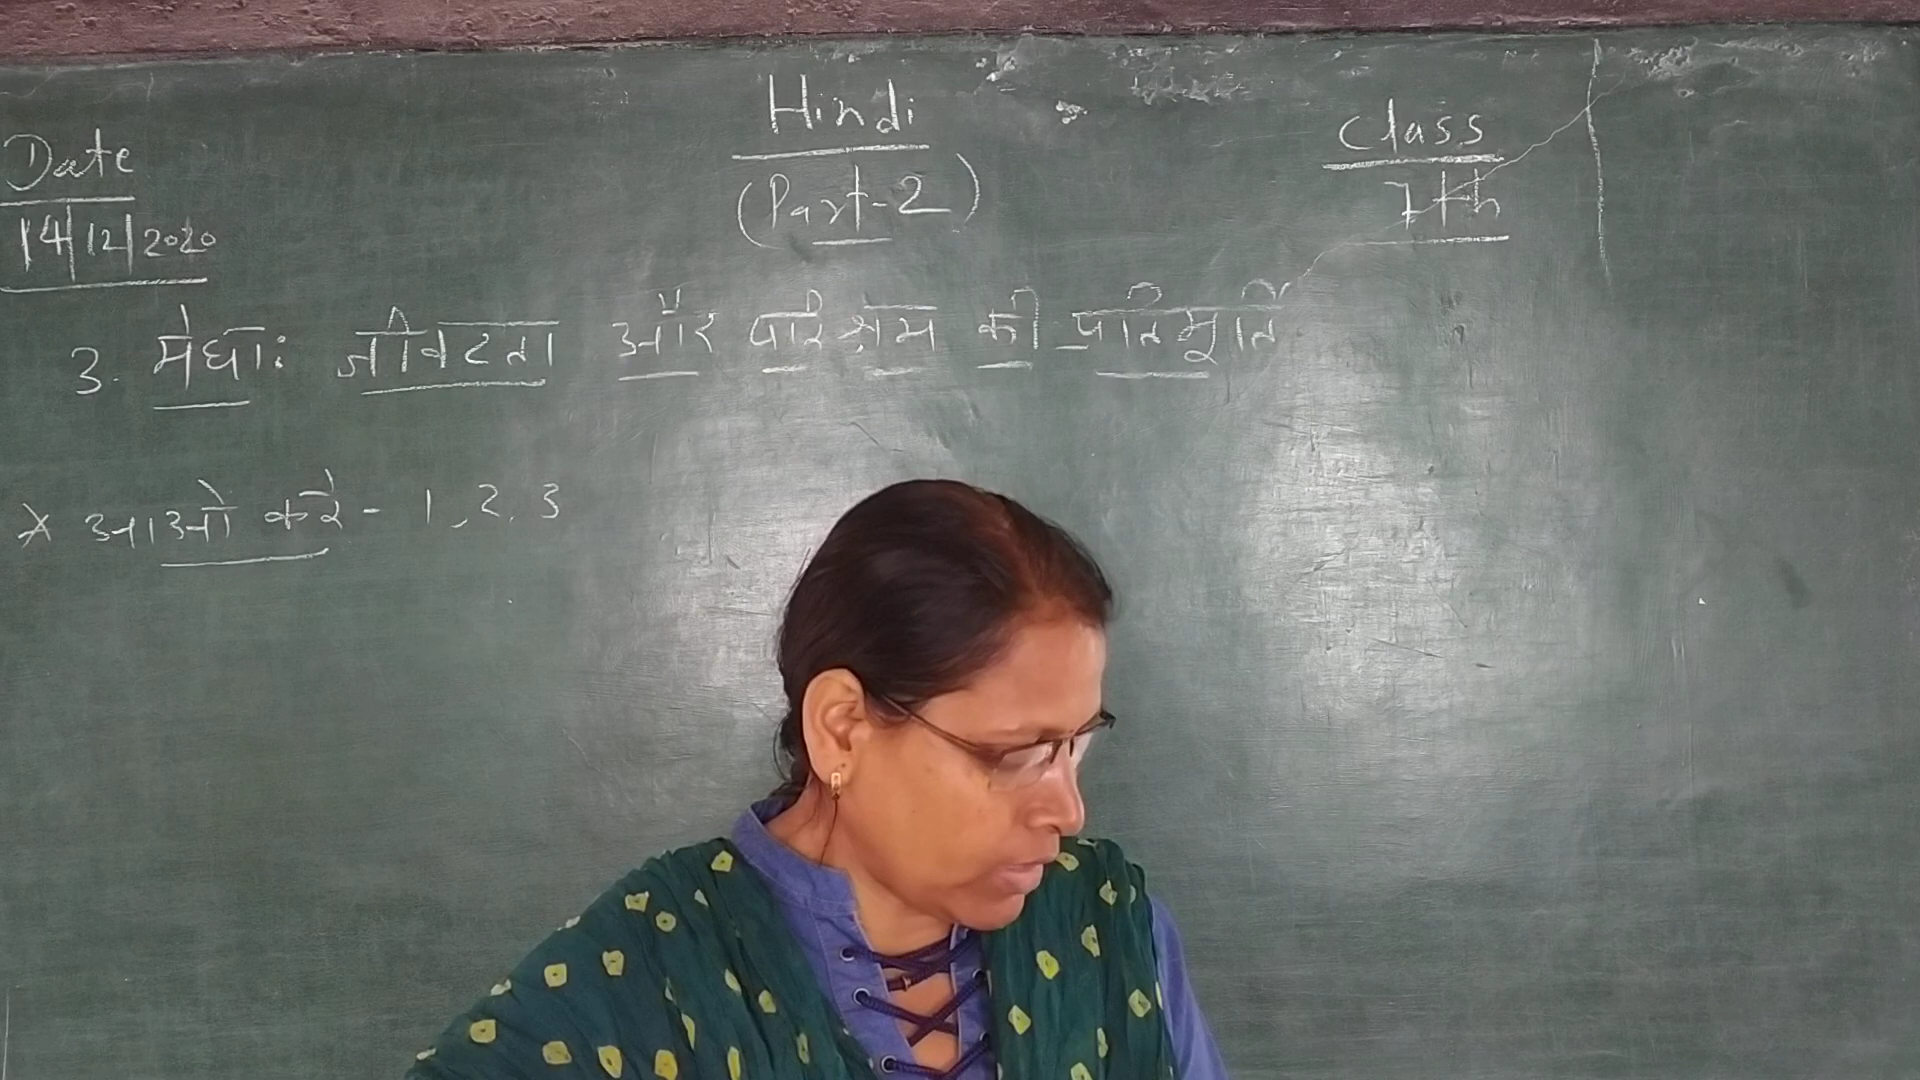 Hindi
(Part-2)
Date
14/12/2020
Class
7th
3. मेधा: जीवटता और परिश्रम की प्रतिमूर्ति
* आओ करे - 1, 2, 3